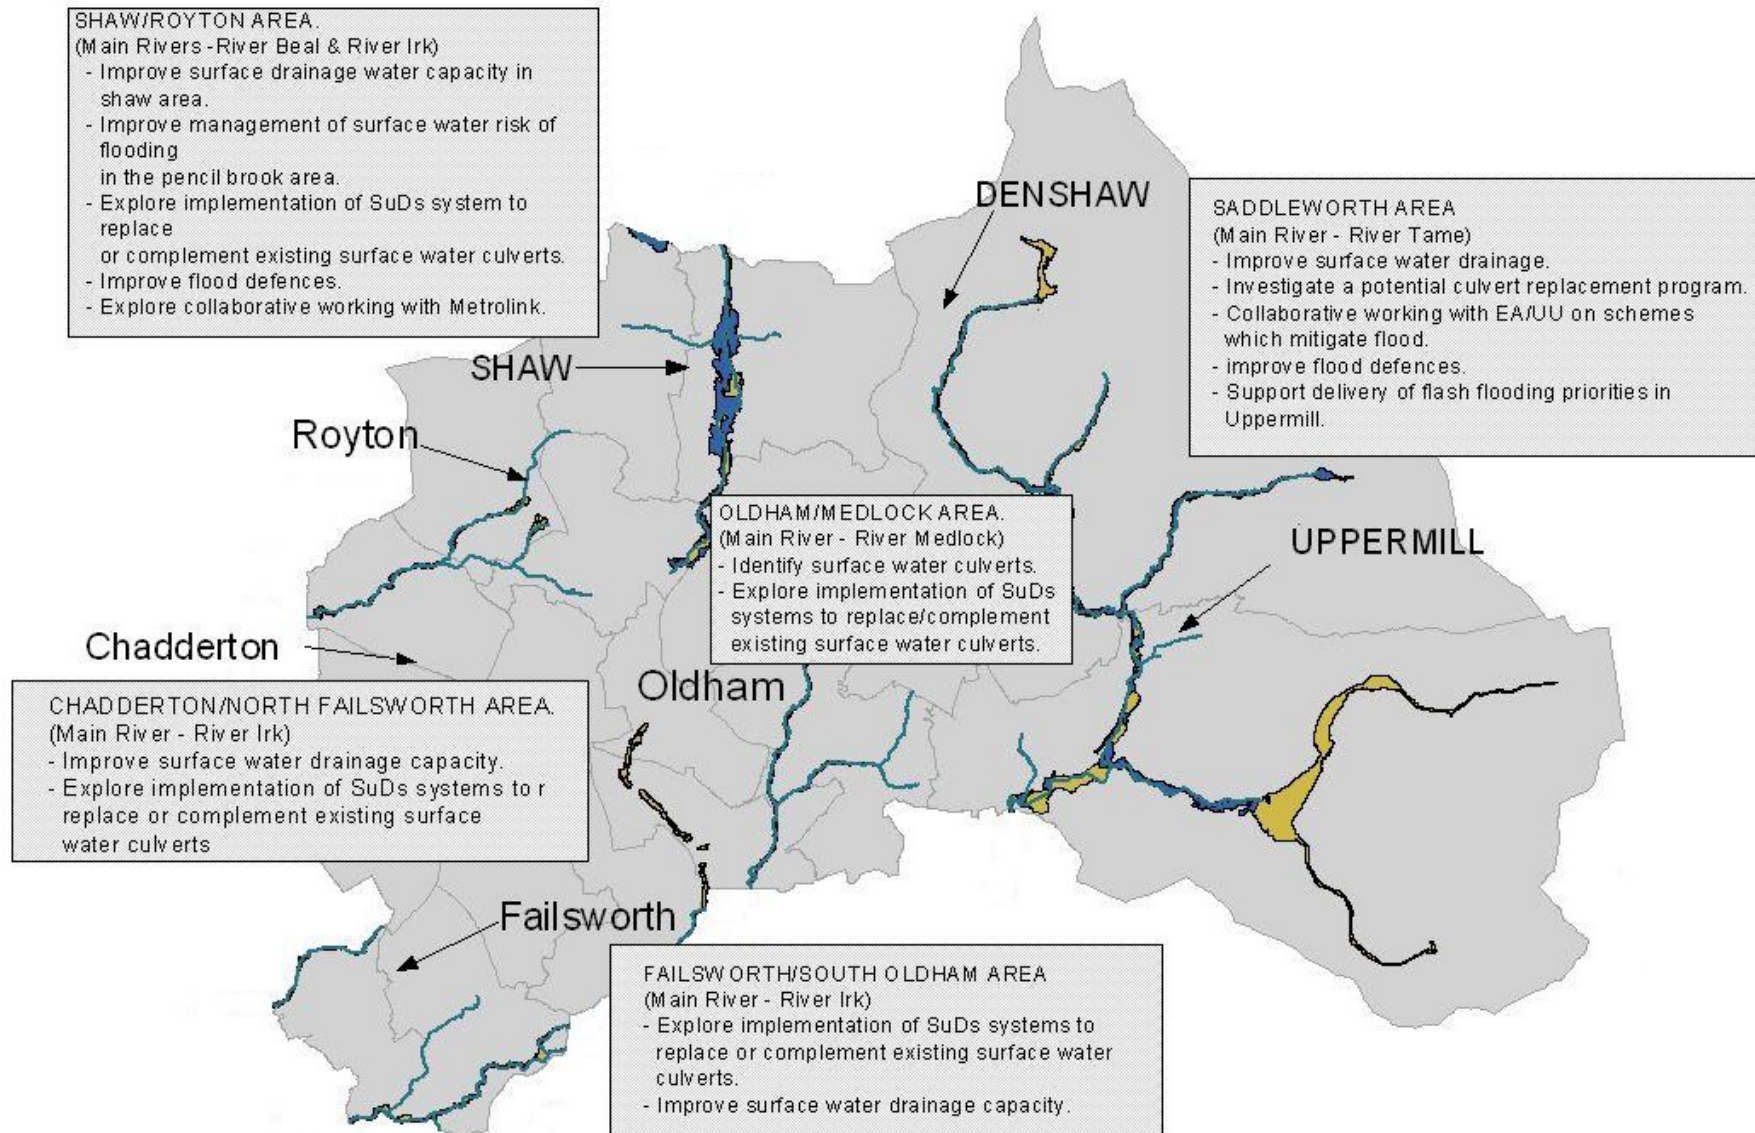 SHAW/ROYTON AREA.
(Main Rivers -River Beal & River Irk)
- Improve surface drainage water capacity in
shaw area.
- Improve management of surface water risk of
flooding
in the pencil brook area.
- Explore implementation of SuDs system to
replace
or complement existing surface water culverts.
- Improve flood defences.
- Explore collaborative working with Metrolink.
DENSHAW
SADDLEWORTH AREA
(Main River - River Tame)
- Improve surface water drainage.
- Investigate a potential culvert replacement program.
- Collaborative working with EA/UU on schemes
which mitigate flood.
- improve flood defences.
- Support delivery of flash flooding priorities in
Uppermill.
SHAW
Royton
OLDHAM/MEDLOCK AREA.
(Main River - River Medlock)
- Identify surface water culverts.
- Explore implementation of SuDs
systems to replace/complement
existing surface water culverts.
UPPERMILL
Chadderton
Oldham
CHADDERTON/NORTH FAILSWORTH AREA.
(Main River - River Irk)
- Improve surface water drainage capacity.
- Explore implementation of SuDs systems to r
replace or complement existing surface
water culverts
Failsworth
FAILSWORTH/SOUTH OLDHAM AREA
(Main River - River Irk)
- Explore implementation of SuDs systems to
replace or complement existing surface water
culverts.
- Improve surface water drainage capacity.